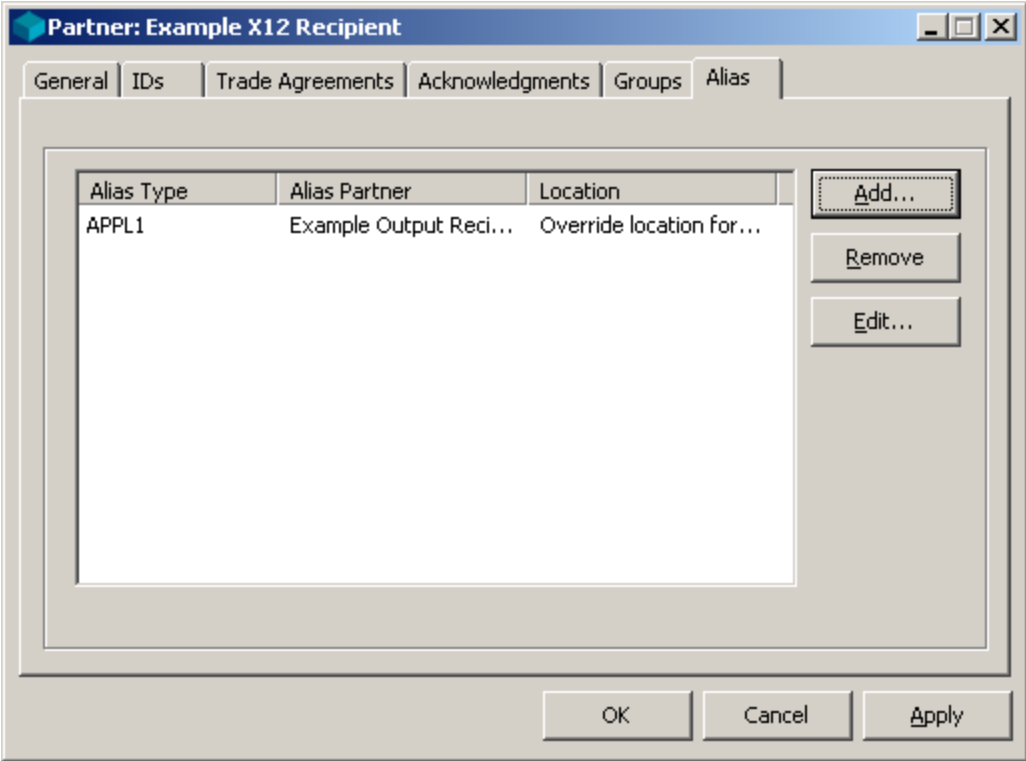 Partner: Example X12 Recipient
General IDs Trade Agreements Acknowledgments Groups Alias
Alias Type Alias Partner Location
APPL1 Example Output Reci... Override location for...
Add...
Remove
Edit...
OK Cancel Apply